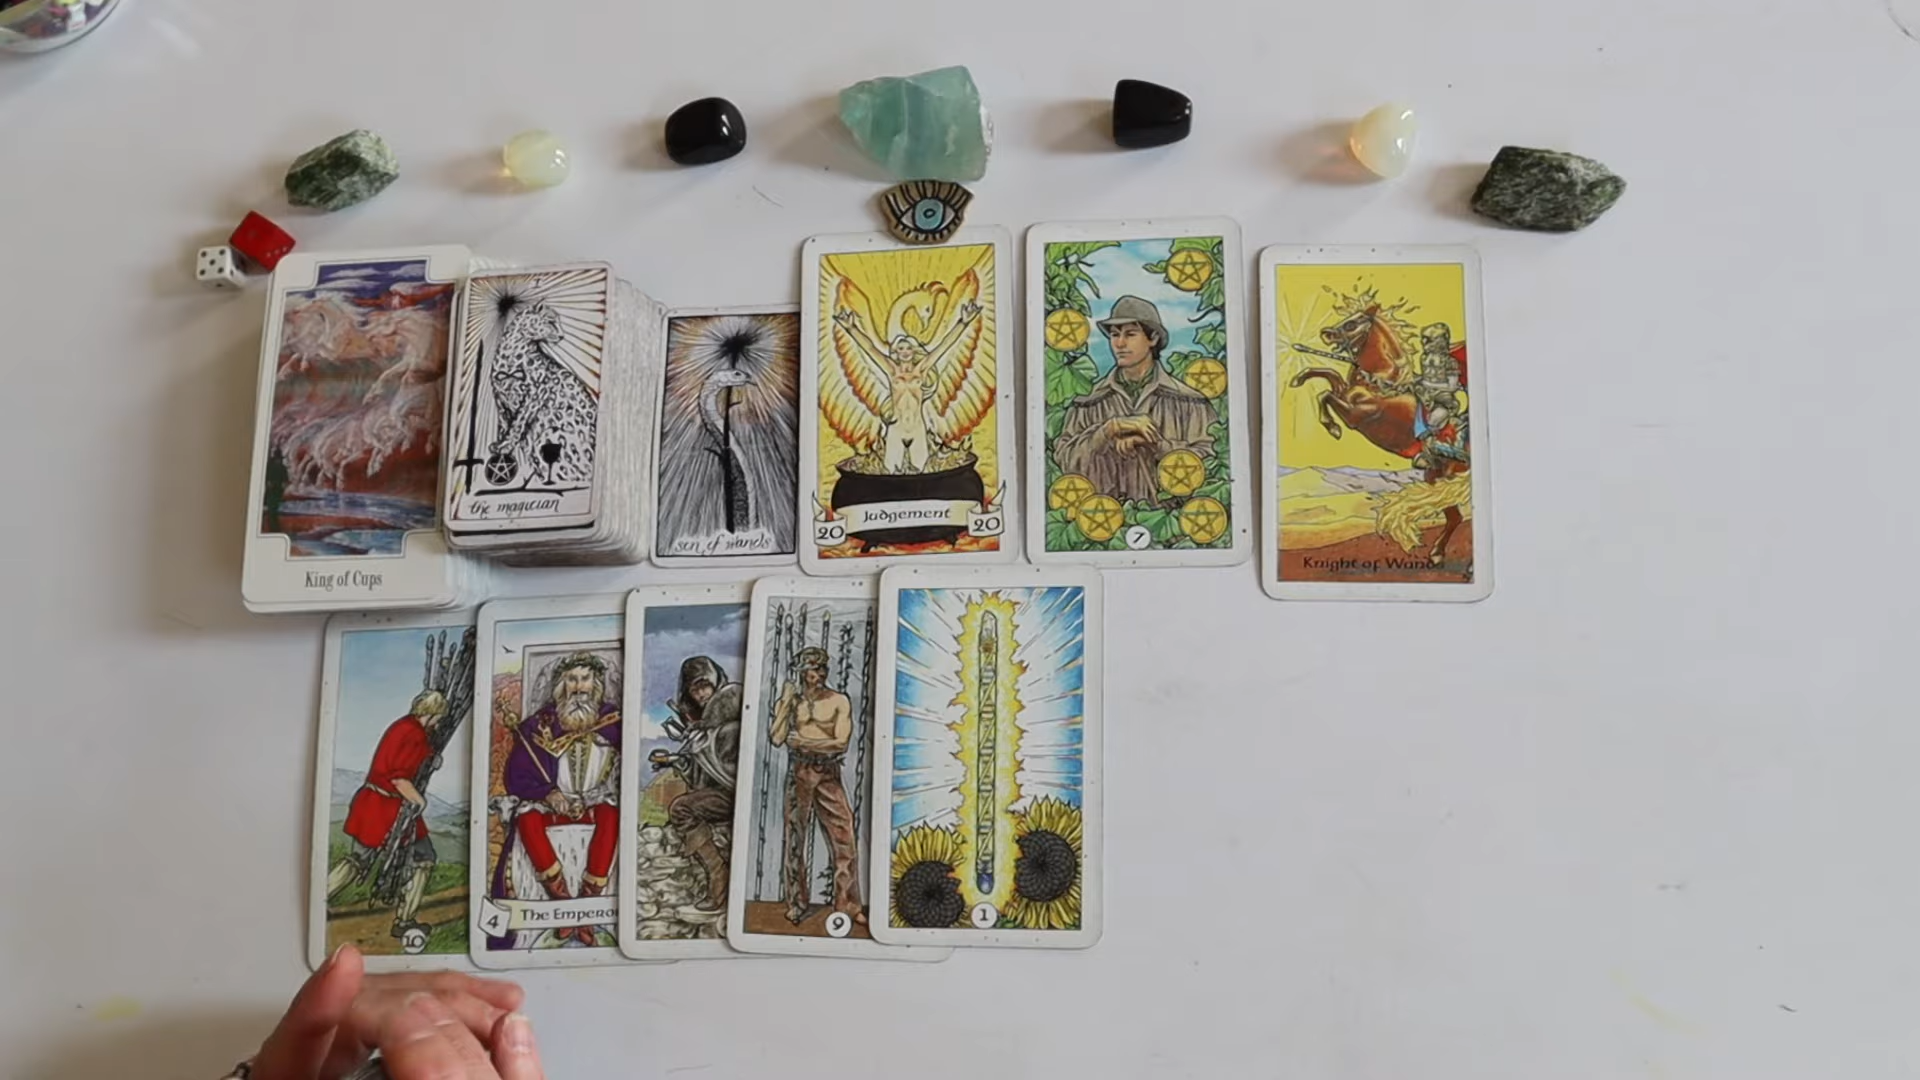 King of Cups
I
the magician
son of wands
20 Judgement 20
7
Knight of Wands
10
4 The Empero
9
1